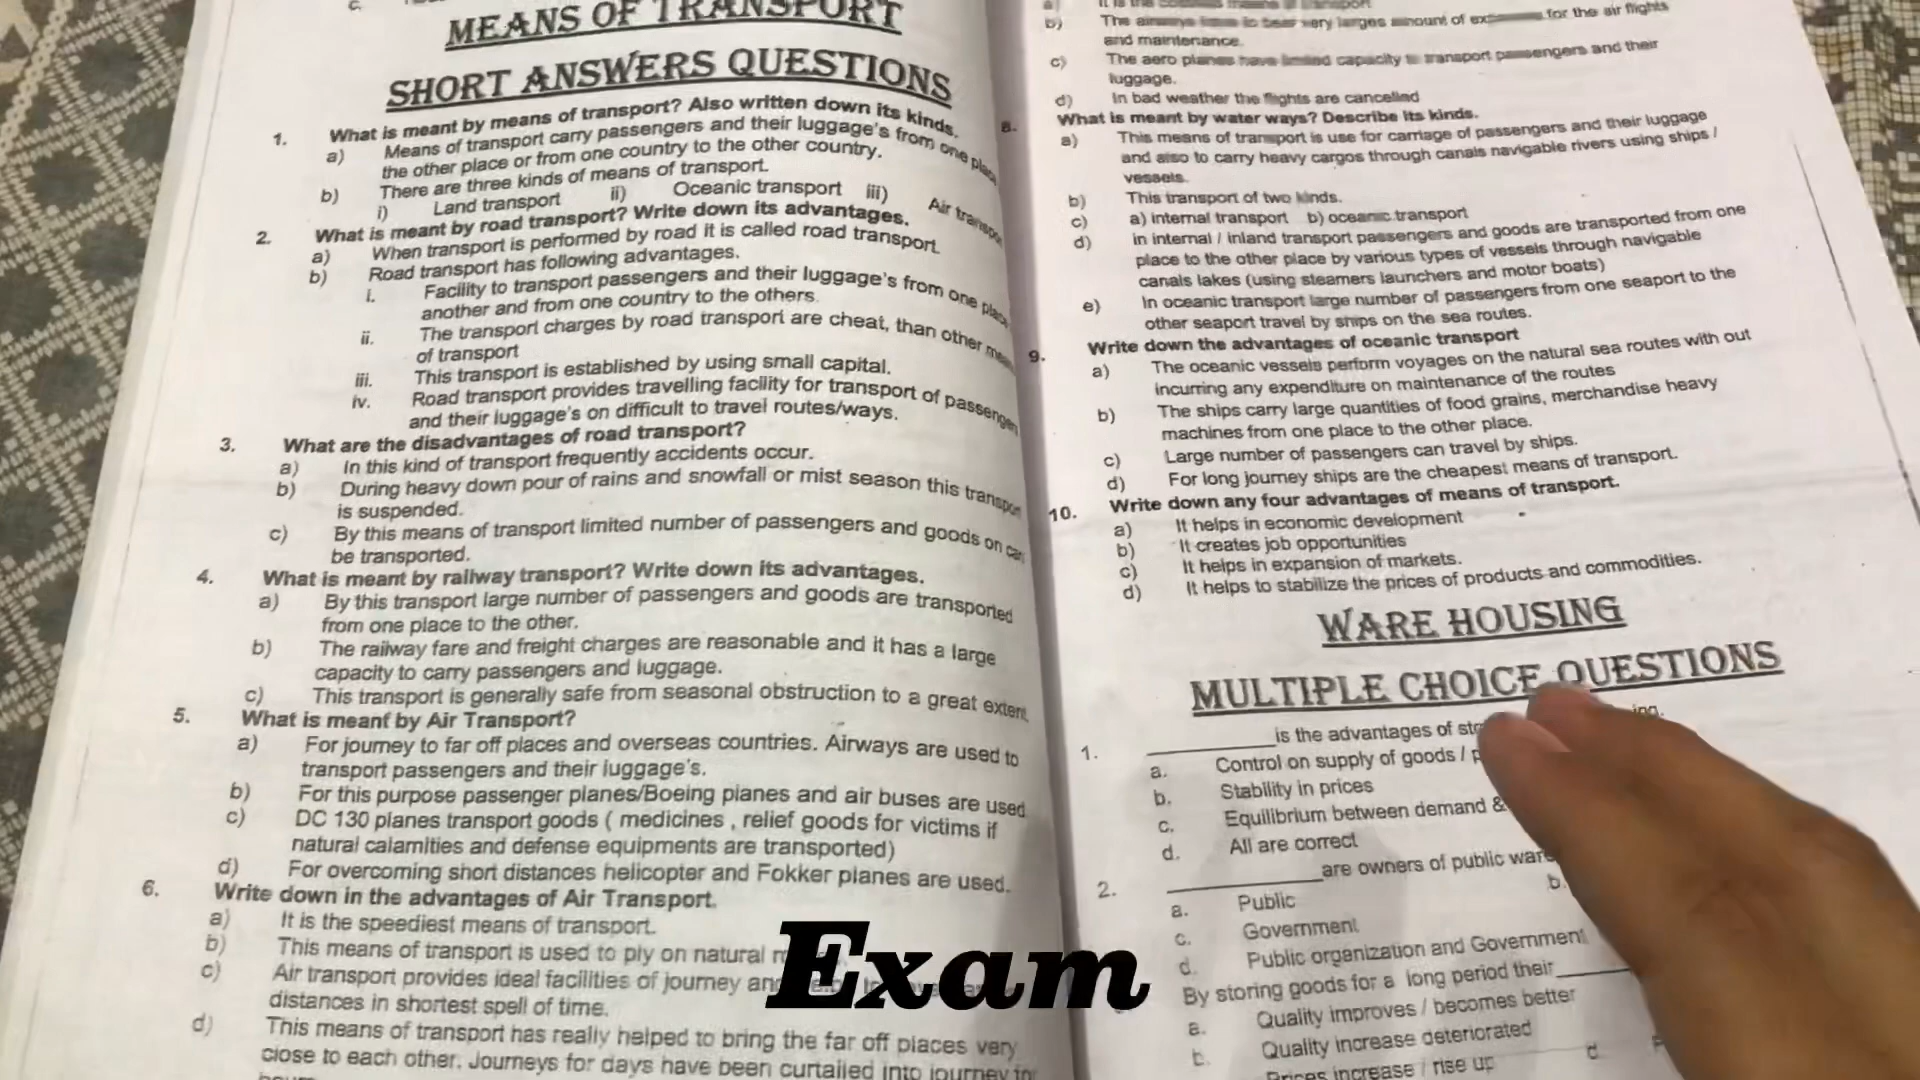 MEANS OF TRANSPORT
SHORT ANSWERS QUESTIONS
1. What is meant by means of transport? Also written down its kinds.
a) Means of transport carry passengers and their luggage's from one place
the other place or from one country to the other country.
b) There are three kinds of means of transport.
i) Land transport ii) Oceanic transport iii) Air transport
2. What is meant by road transport? Write down its advantages.
a) When transport is performed by road it is called road transport.
b) Road transport has following advantages.
i. Facility to transport passengers and their luggage's from one place
another and from one country to the others.
ii. The transport charges by road transport are cheat, than other
of transport
iii. This transport is established by using small capital.
iv. Road transport provides travelling facility for transport of passengers
and their luggage's on difficult to travel routes/ways.
3. What are the disadvantages of road transport?
a) In this kind of transport frequently accidents occur.
b) During heavy down pour of rains and snowfall or mist season this transport
is suspended.
c) By this means of transport limited number of passengers and goods on can
be transported.
4. What is meant by railway transport? Write down its advantages.
a) By this transport large number of passengers and goods are transported
from one place to the other.
b) The railway fare and freight charges are reasonable and it has a large
capacity to carry passengers and luggage.
c) This transport is generally safe from seasonal obstruction to a great extent
5. What is meant by Air Transport?
a) For journey to far off places and overseas countries. Airways are used to
transport passengers and their luggage's.
b) For this purpose passenger planes/Boeing planes and air buses are used
c) DC 130 planes transport goods ( medicines , relief goods for victims if
natural calamities and defense equipments are transported)
d) For overcoming short distances helicopter and Fokker planes are used.
6. Write down in the advantages of Air Transport.
a) It is the speediest means of transport.
b) This means of transport is used to ply on natural
c) Air transport provides ideal facilities of journey and
distances in shortest spell of time.
d) This means of transport has really helped to bring the far off places very
close to each other. Journeys for days have been curtailed into journey in
a) It is the costliest means of transport
b) The airways have to bear very larges amount of for the air flights
and maintenance.
c) The aero planes have limited capacity to transport passengers and their
luggage.
d) In bad weather the flights are cancelled
8. What is meant by water ways? Describe its kinds.
a) This means of transport is use for carriage of passengers and their luggage
and also to carry heavy cargos through canals navigable rivers using ships /
vessels.
b) This transport of two kinds.
c) a) internal transport b) oceanic transport
d) in internal / inland transport passengers and goods are transported from one
place to the other place by various types of vessels through navigable
canals lakes (using steamers launchers and motor boats)
e) In oceanic transport large number of passengers from one seaport to the
other seaport travel by ships on the sea routes.
9. Write down the advantages of oceanic transport
a) The oceanic vessels perform voyages on the natural sea routes with out
incurring any expenditure on maintenance of the routes
b) The ships carry large quantities of food grains, merchandise heavy
machines from one place to the other place.
c) Large number of passengers can travel by ships.
d) For long journey ships are the cheapest means of transport.
10. Write down any four advantages of means of transport.
a) It helps in economic development
b) It creates job opportunities
c) It helps in expansion of markets.
d) It helps to stabilize the prices of products and commodities.
WARE HOUSING
MULTIPLE CHOICE QUESTIONS
1. ____________is the advantages of
a. Control on supply of goods /
b. Stability in prices
c. Equilibrium between demand &
d. All are correct
2. ____________are owners of public
a. Public b.
c. Government
d. Public organization and Government
By storing goods for a long period their______
a. Quality improves / becomes better
b. Quality increase deteriorated
Prices increase / rise up d.
Exam